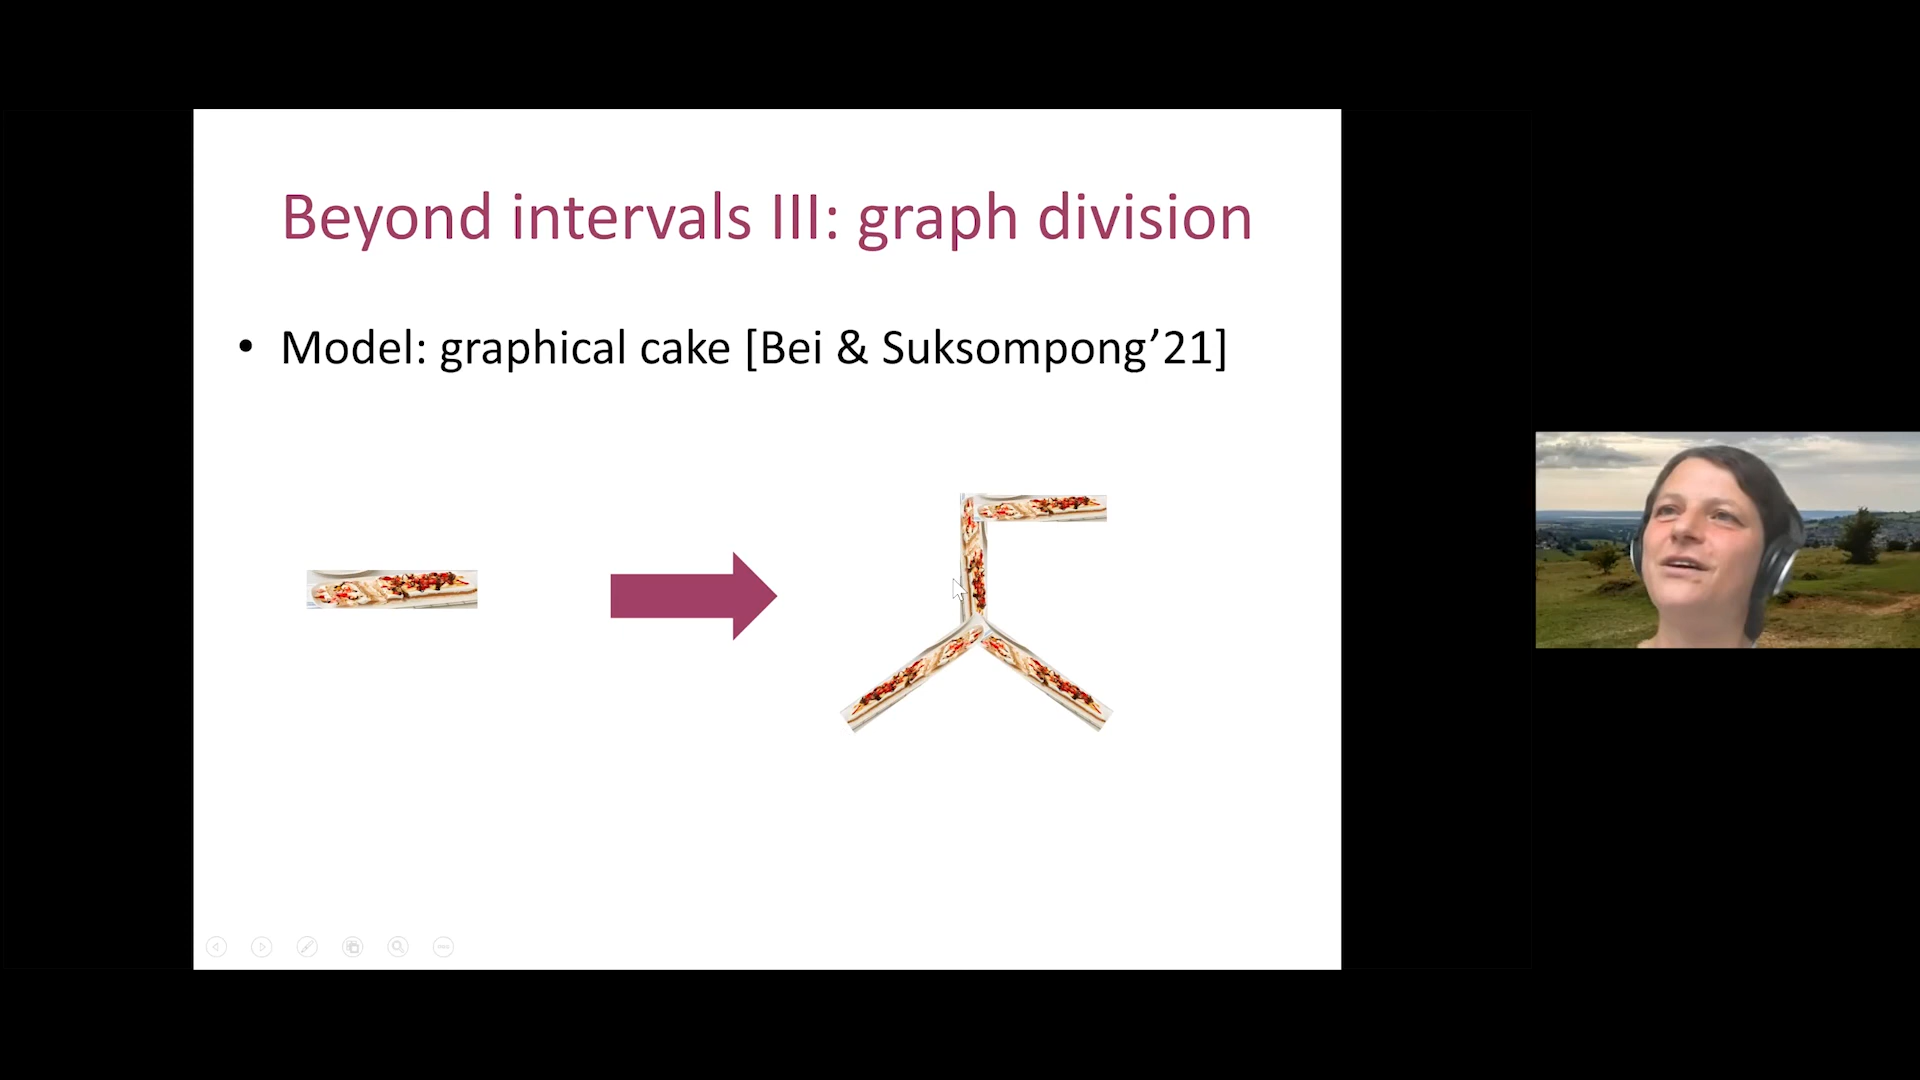 Beyond intervals III: graph division
• Model: graphical cake [Bei & Suksompong’21]